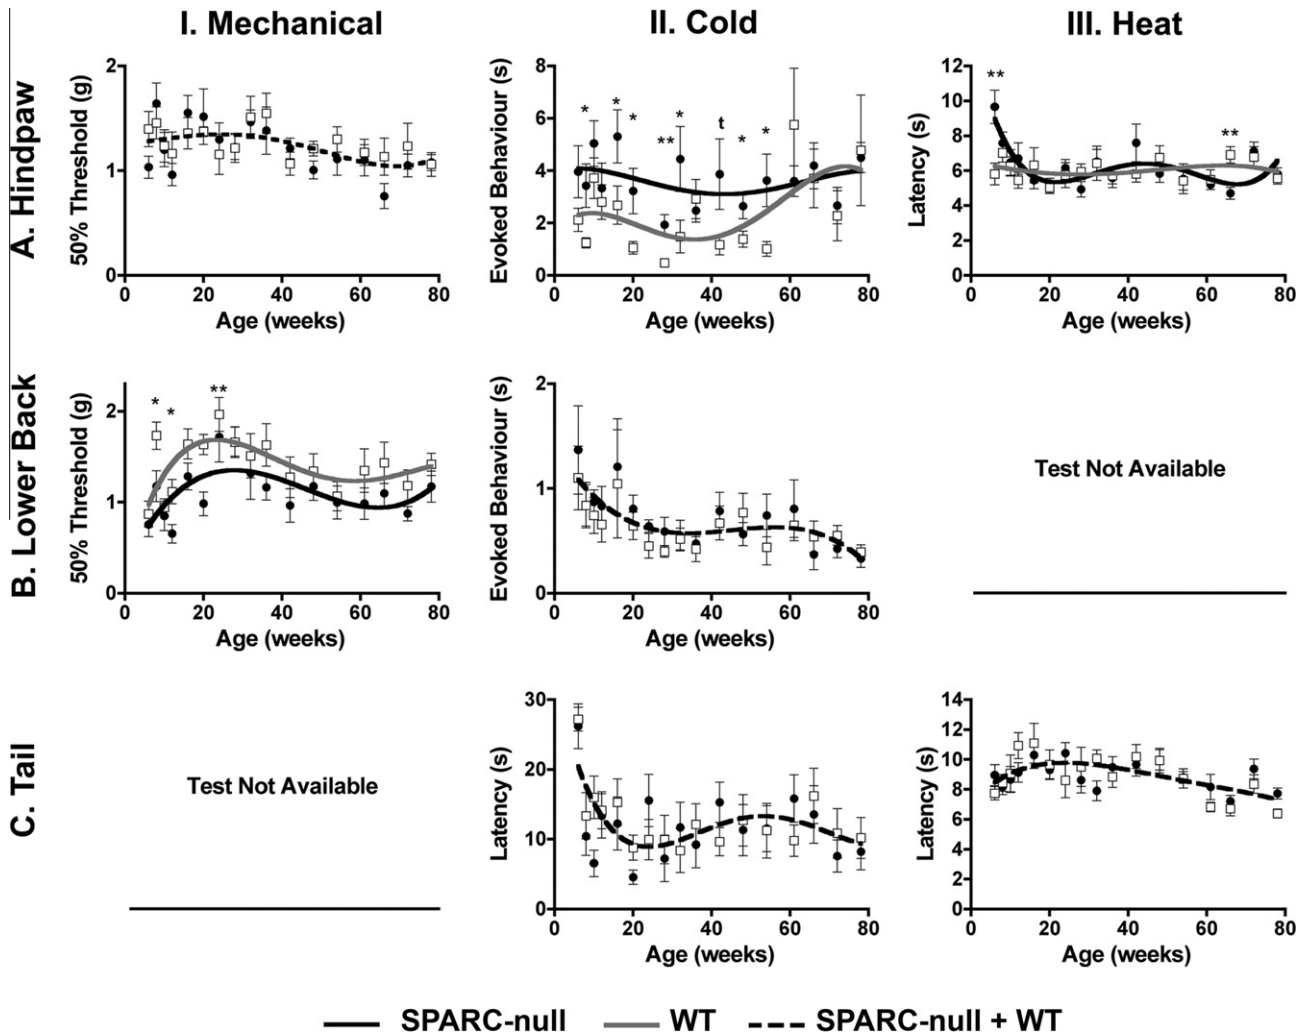 I. Mechanical
II. Cold
III. Heat
A. Hindpaw
50% Threshold (g)
2
1
0
0 20 40 60 80
Age (weeks)
Evoked Behaviour (s)
8
6
4
2
0
* * * ** * t * *
0 20 40 60 80
Age (weeks)
Latency (s)
12
10
8
6
4
2
0
** **
0 20 40 60 80
Age (weeks)
B. Lower Back
50% Threshold (g)
2
1
0
* * **
0 20 40 60 80
Age (weeks)
Evoked Behaviour (s)
2
1
0
0 20 40 60 80
Age (weeks)
Test Not Available
C. Tail
Test Not Available
Latency (s)
30
20
10
0
0 20 40 60 80
Age (weeks)
Latency (s)
14
12
10
8
6
4
2
0
0 20 40 60 80
Age (weeks)
SPARC-null WT SPARC-null + WT